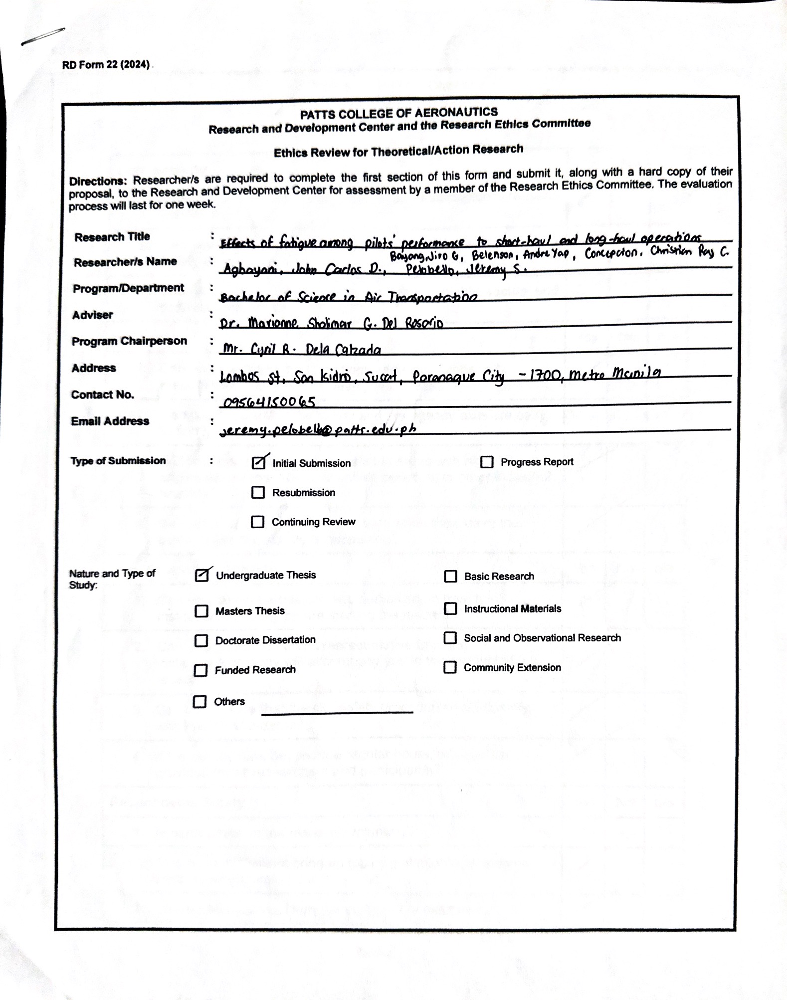 RD Form 22 (2024)
PATTS COLLEGE OF AERONAUTICS
Research and Development Center and the Research Ethics Committee
Ethics Review for Theoretical/Action Research
Directions: Researcher/s are required to complete the first section of this form and submit it, along with a hard copy of their
proposal, to the Research and Development Center for assessment by a member of the Research Ethics Committee. The evaluation
process will last for one week.
Research Title : Effects of fatigue among pilots' performance to short-haul and long-haul operations
Bayang, Jiro G, Belenson, Andre Yap, Concepcion, Christian Ray C.
Researcher/s Name : Agbayani, John Carlos D., Pelobello, Jeremy S.
Program/Department : Bachelor of Science in Air Transportation
Adviser : Dr. Marionne Shalimar G. Del Rosario
Program Chairperson : Mr. Cyril R. Dela Calzada
Address : Lombos St, San Isidro, Sucat, Paranaque City - 1700, Metro Manila
Contact No. : 09564150065
Email Address : jeremy.pelobello@patts.edu.ph
Type of Submission : Initial Submission Progress Report
Resubmission
Continuing Review
Nature and Type of Undergraduate Thesis Basic Research
Study:
Masters Thesis Instructional Materials
Doctorate Dissertation Social and Observational Research
Funded Research Community Extension
Others